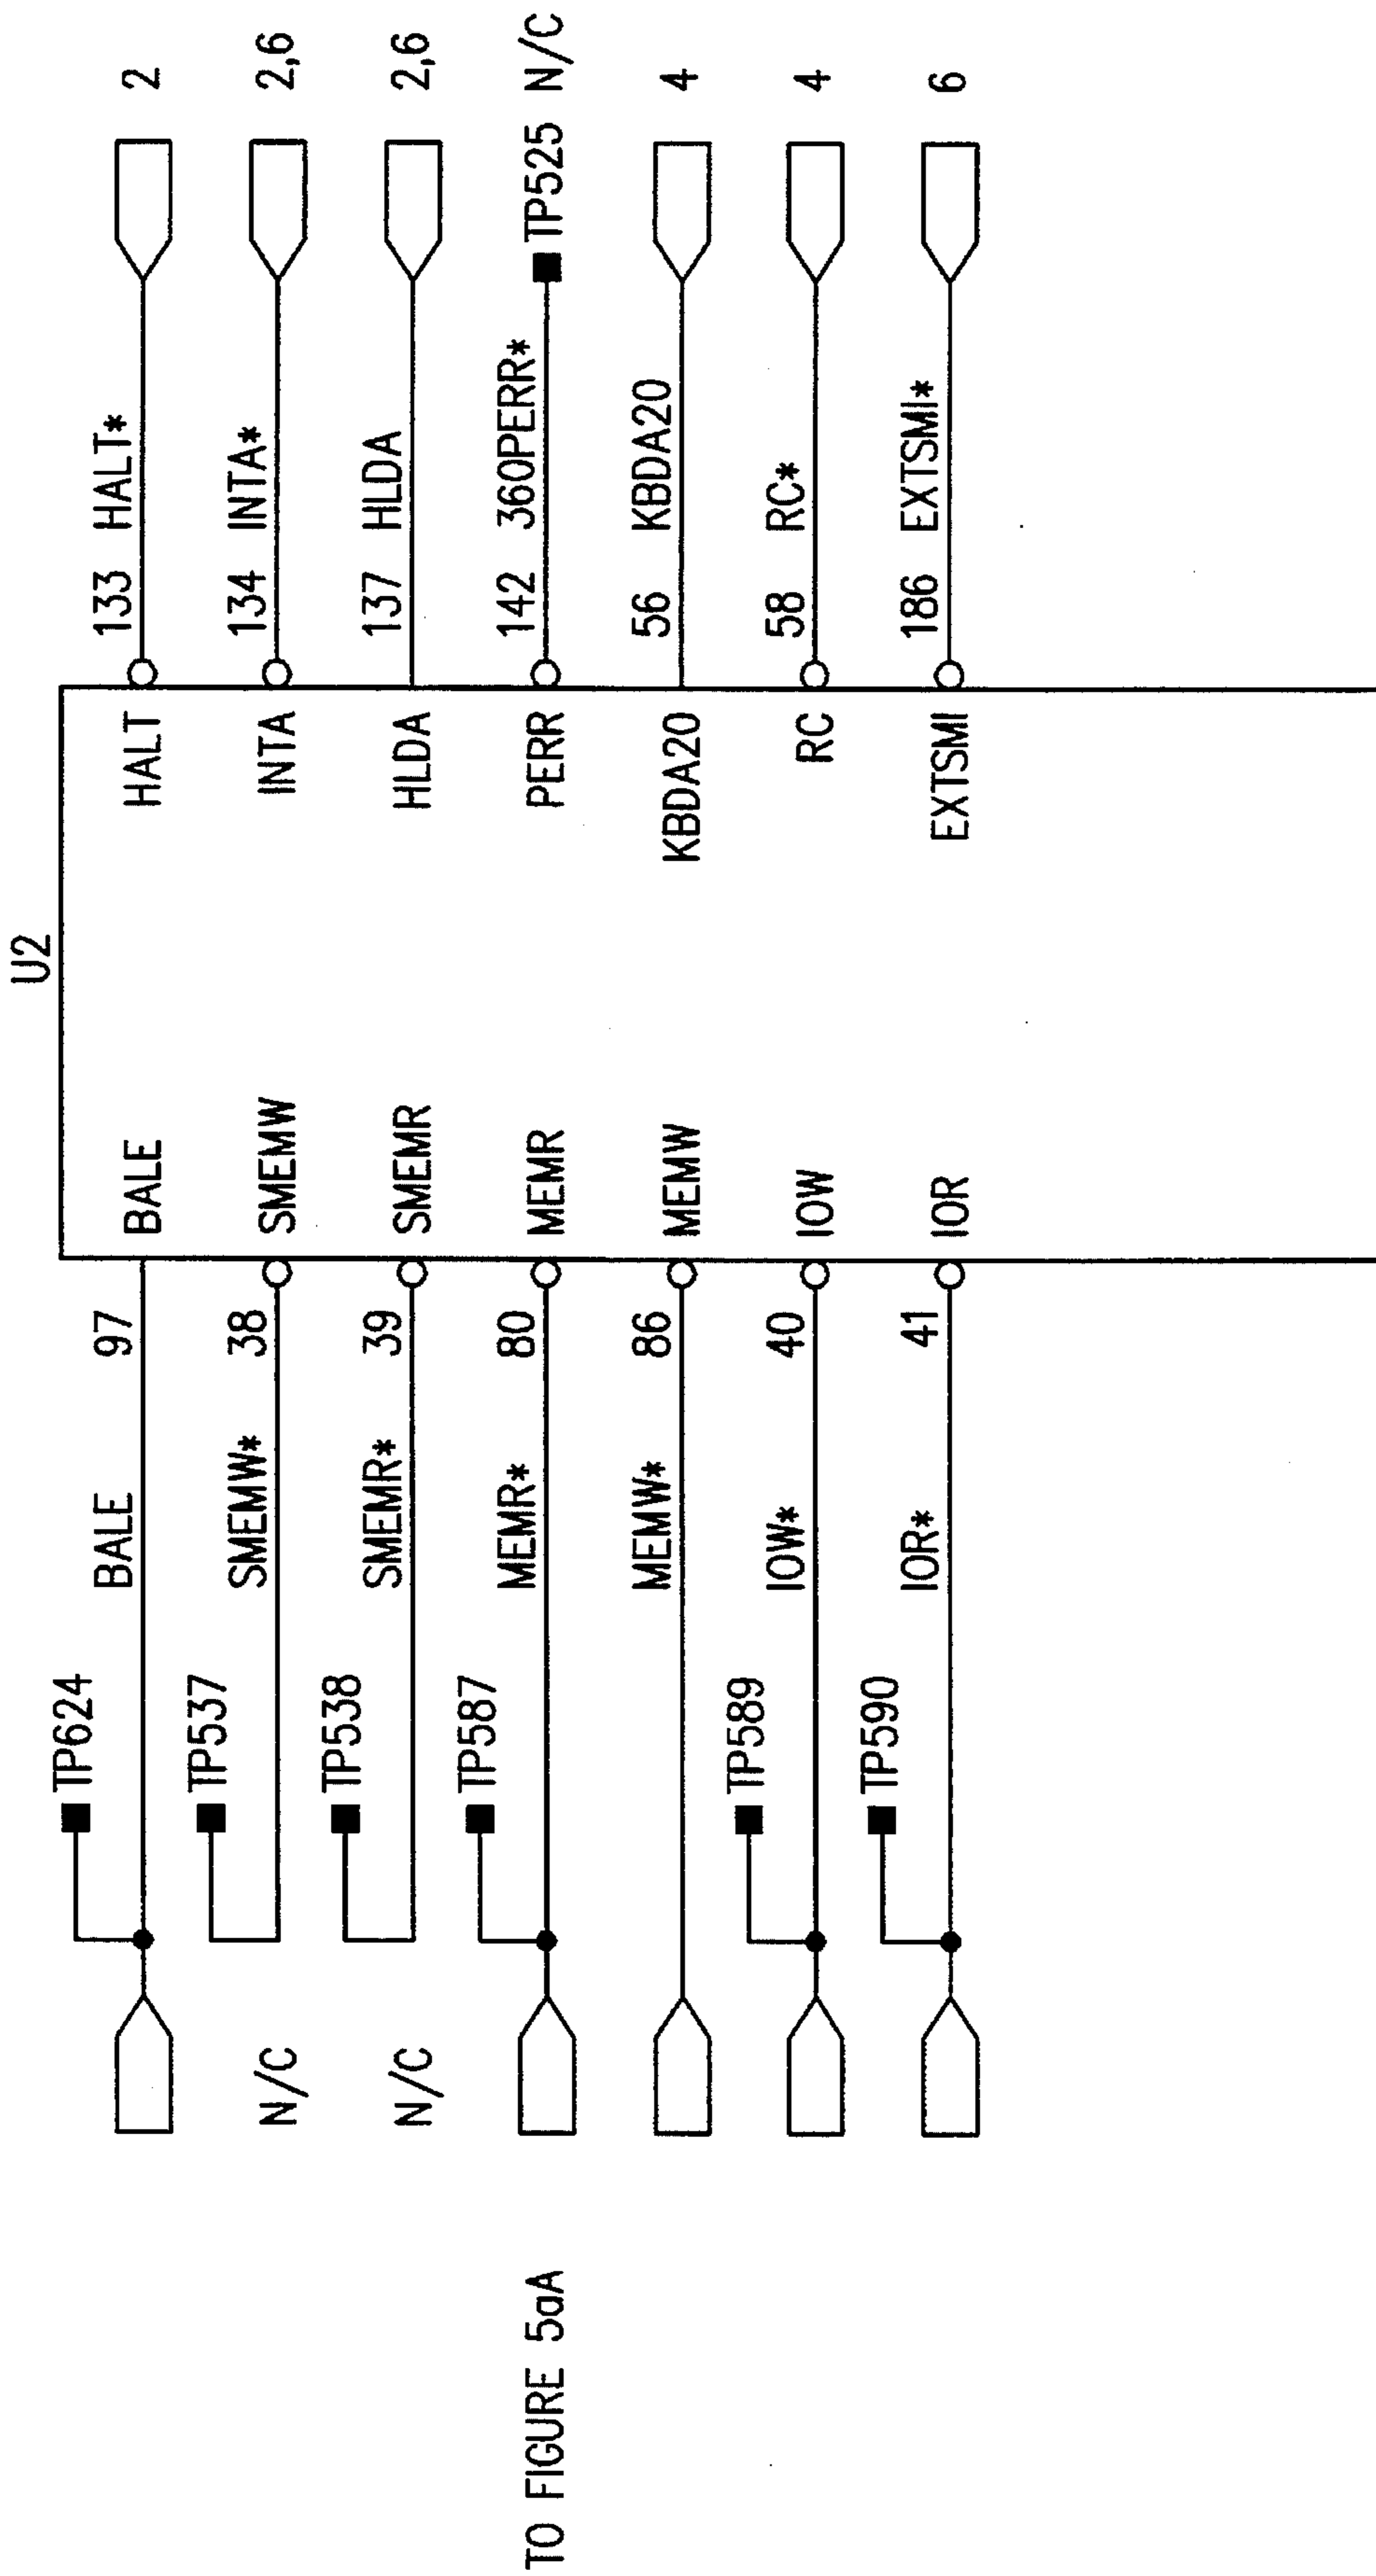 U2
TP624
BALE 97 133 HALT*
BALE HALT 2
TP537
SMEMW* 38 134 INTA*
N/C SMEMW INTA 2,6
TP538
SMEMR* 39 137 HLDA
N/C SMEMR HLDA 2,6
TP587
MEMR* 80 142 360PERR*
TO FIGURE 5aA MEMR PERR TP525 N/C
MEMW* 86 56 KBDA20
MEMW KBDA20 4
TP589
IOW* 40 58 RC*
IOW RC 4
TP590
IOR* 41 186 EXTSMI*
IOR EXTSMI 6